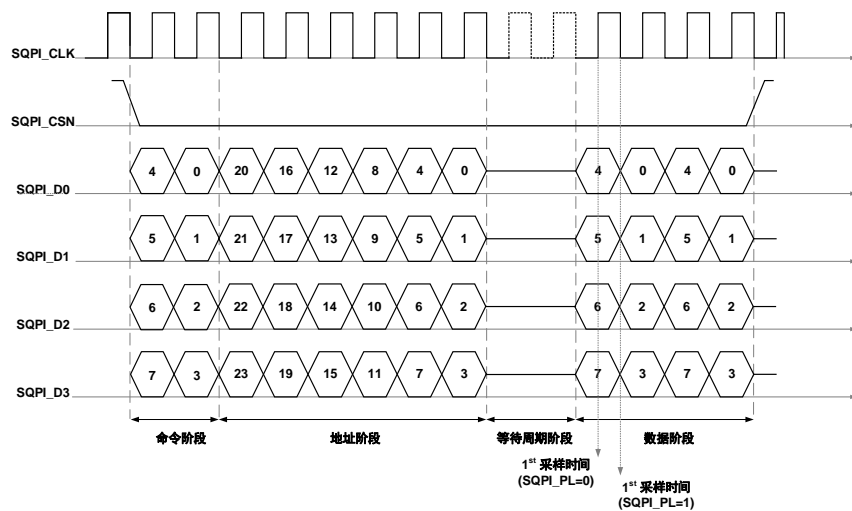 SQPI_CLK
SQPI_CSN
SQPI_D0
4 0 20 16 12 8 4 0 4 0 4 0
SQPI_D1
5 1 21 17 13 9 5 1 5 1 5 1
SQPI_D2
6 2 22 18 14 10 6 2 6 2 6 2
SQPI_D3
7 3 23 19 15 11 7 3 7 3 7 3
命令阶段 地址阶段 等待周期阶段 数据阶段
1st 采样时间
(SQPI_PL=0)
1st 采样时间
(SQPI_PL=1)